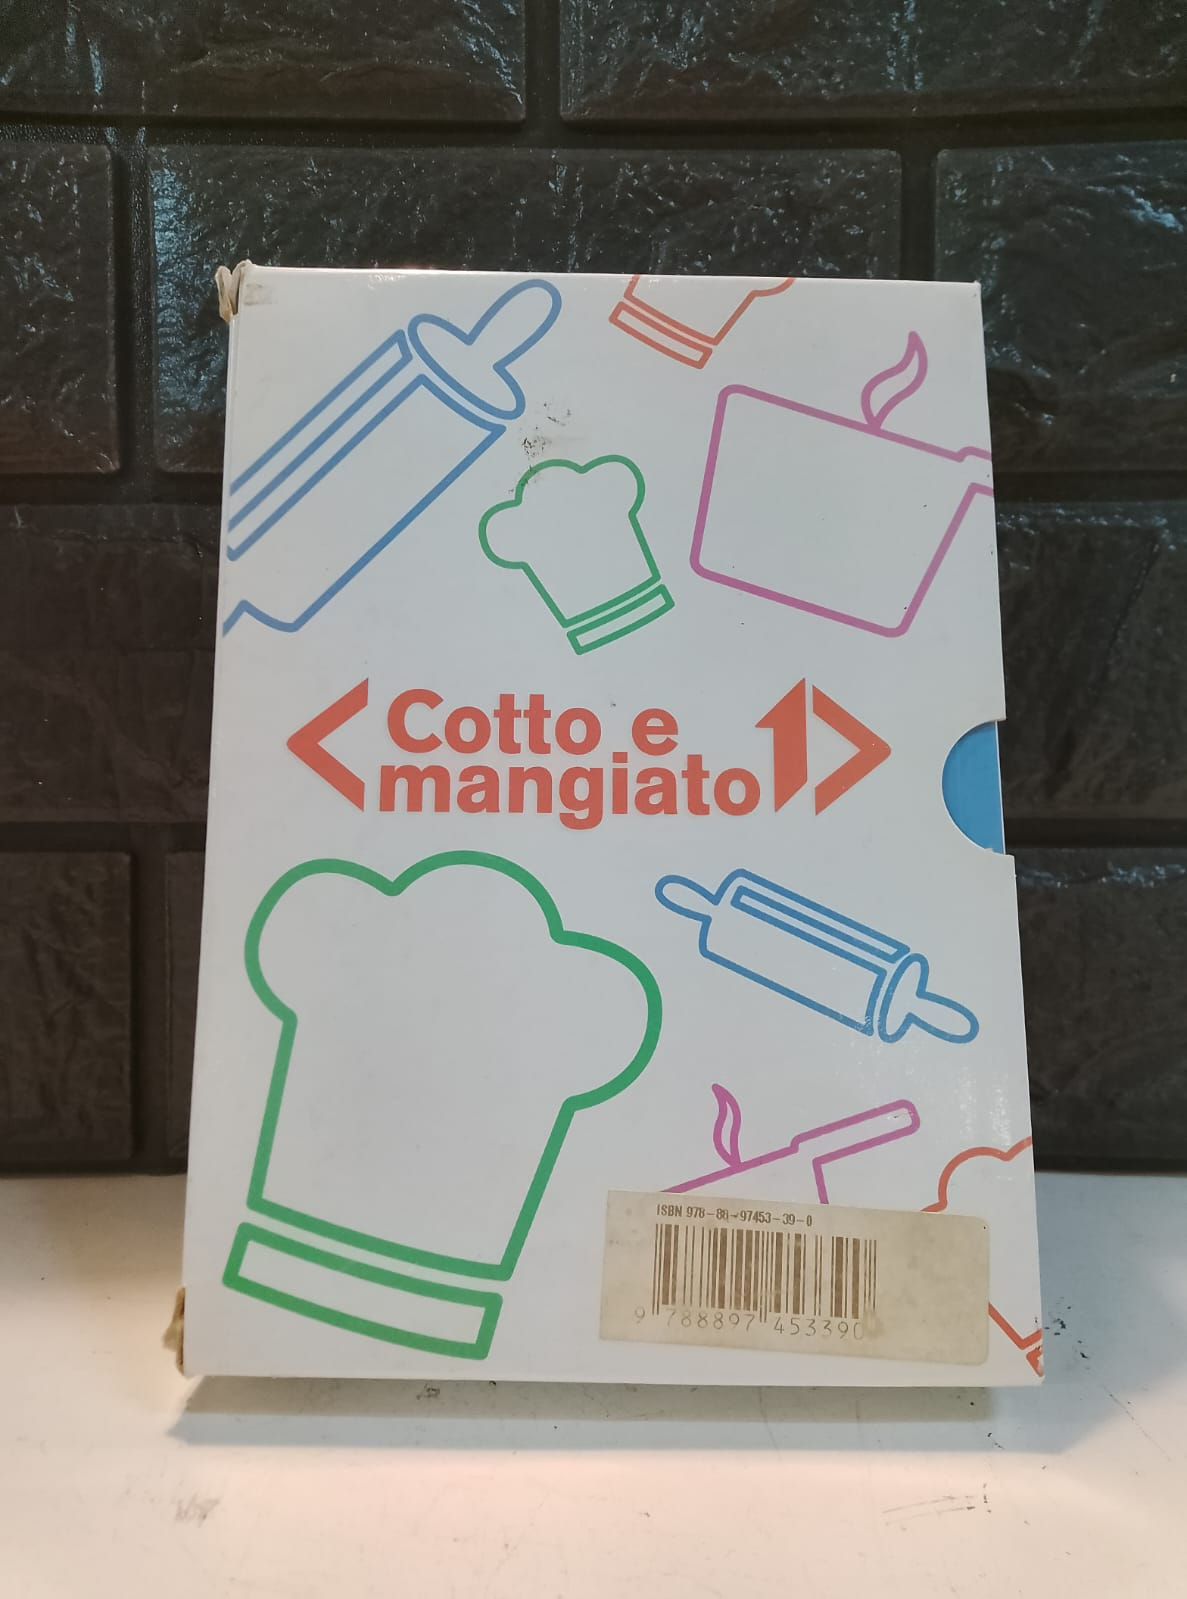 Cotto e
mangiato 1
ISBN 978-88-97453-39-0
9 788897 453390